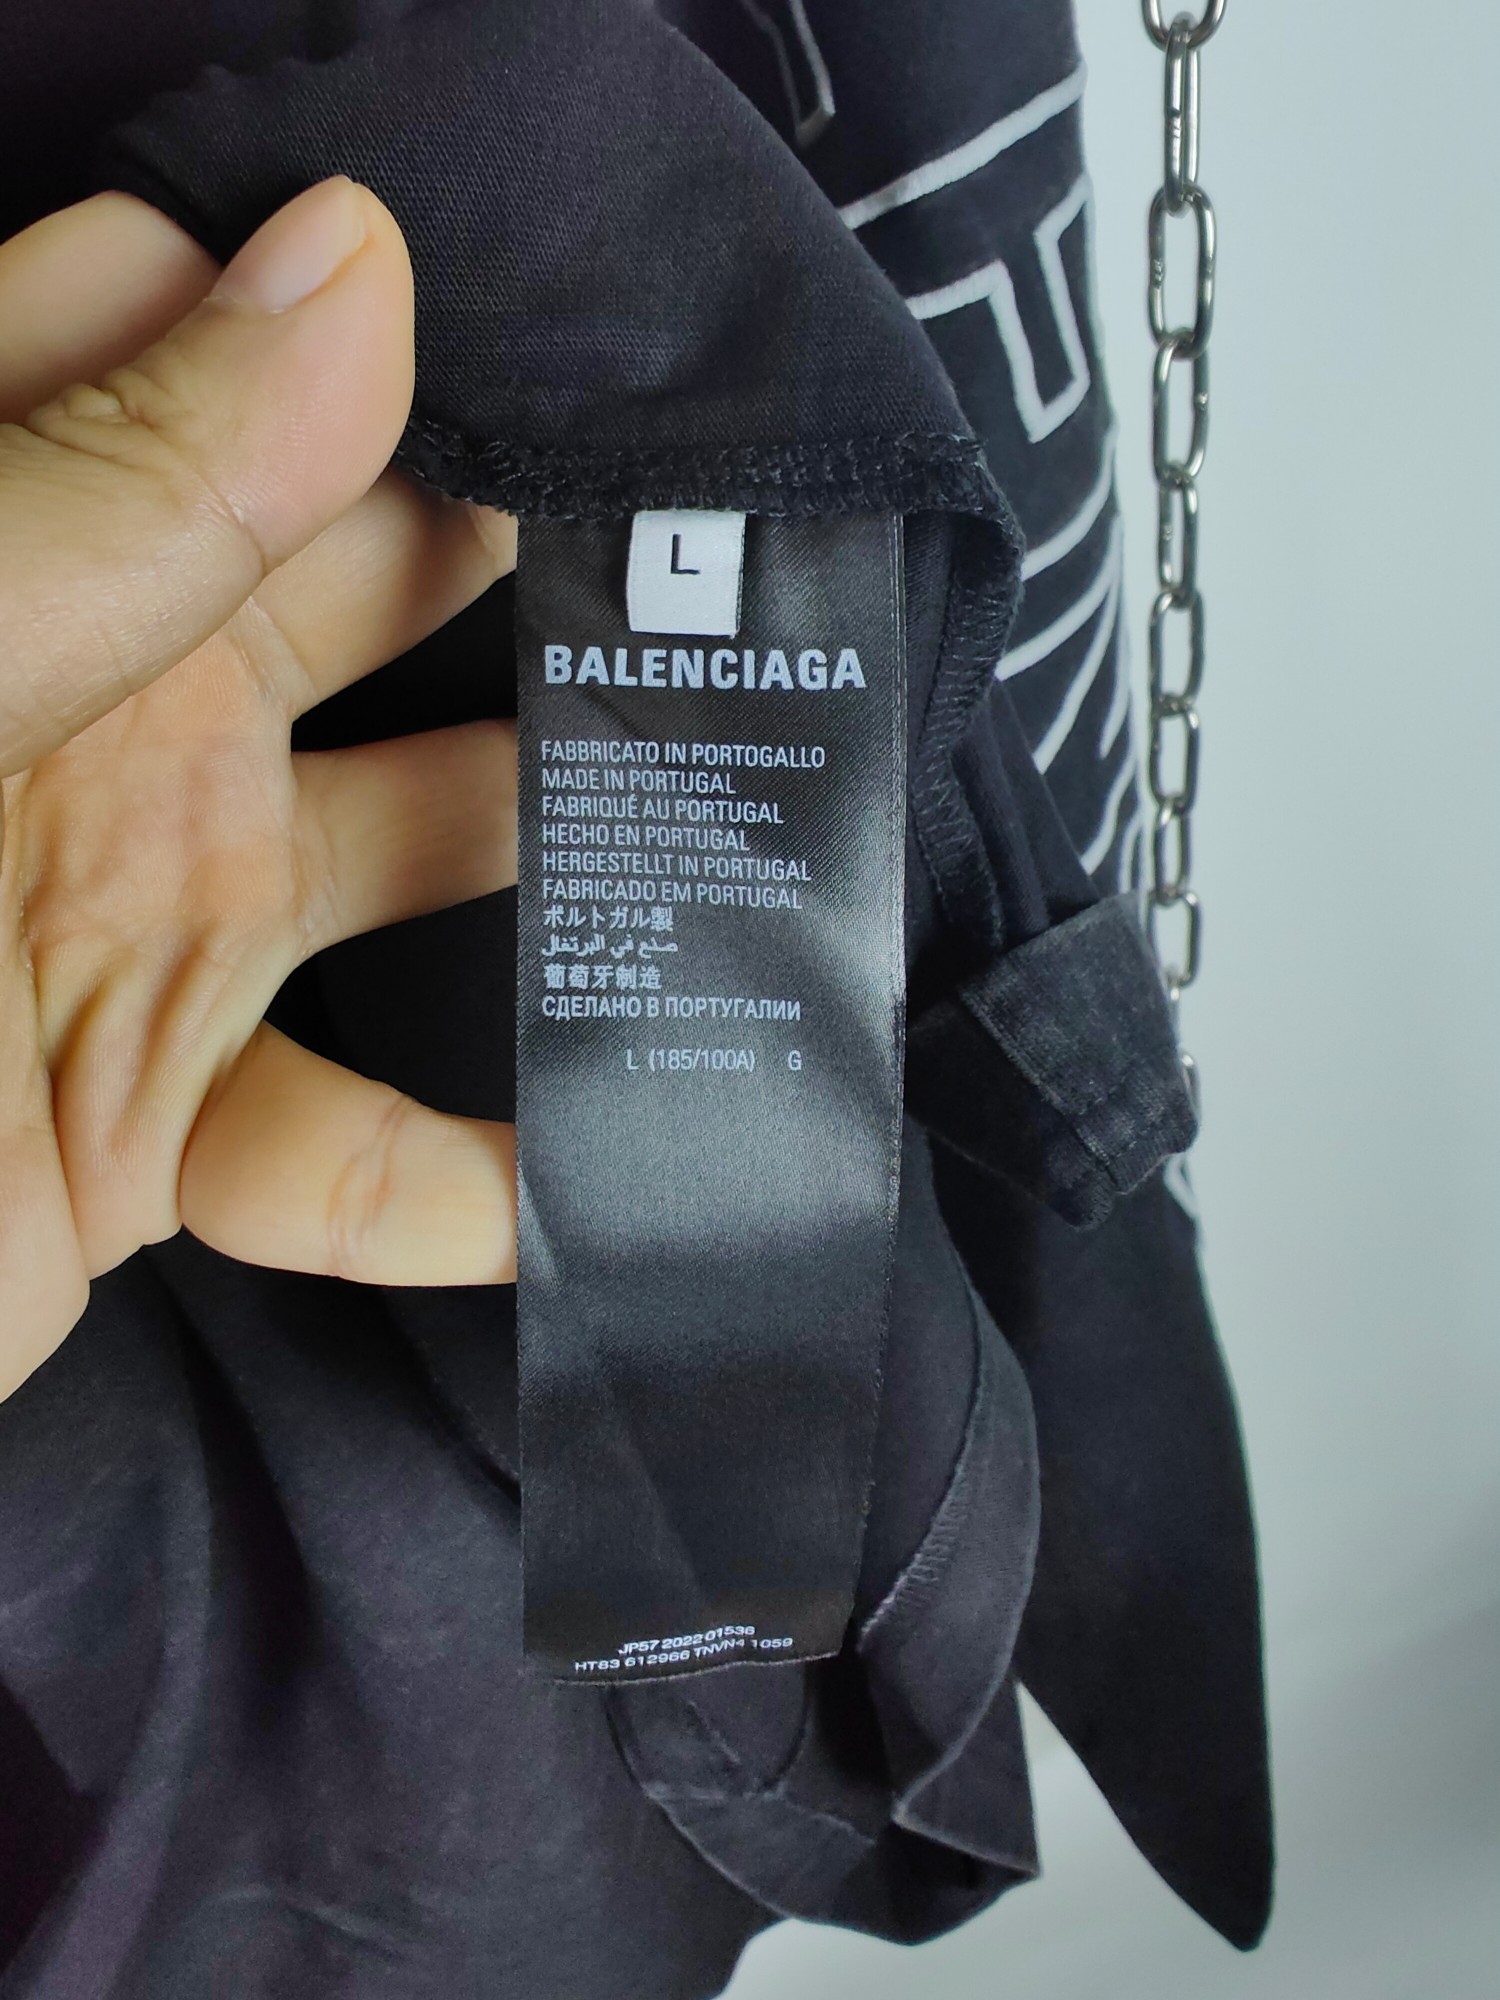 L
BALENCIAGA
FABBRICATO IN PORTOGALLO
MADE IN PORTUGAL
FABRIQUÉ AU PORTUGAL
HECHO EN PORTUGAL
HERGESTELLT IN PORTUGAL
FABRICADO EM PORTUGAL
ポルトガル製
صنع في البرتغال
葡萄牙制造
СДЕЛАНО В ПОРТУГАЛИИ
L (185/100A) G
JP57 2022 01536
HT83 612966 TNVN4 1059